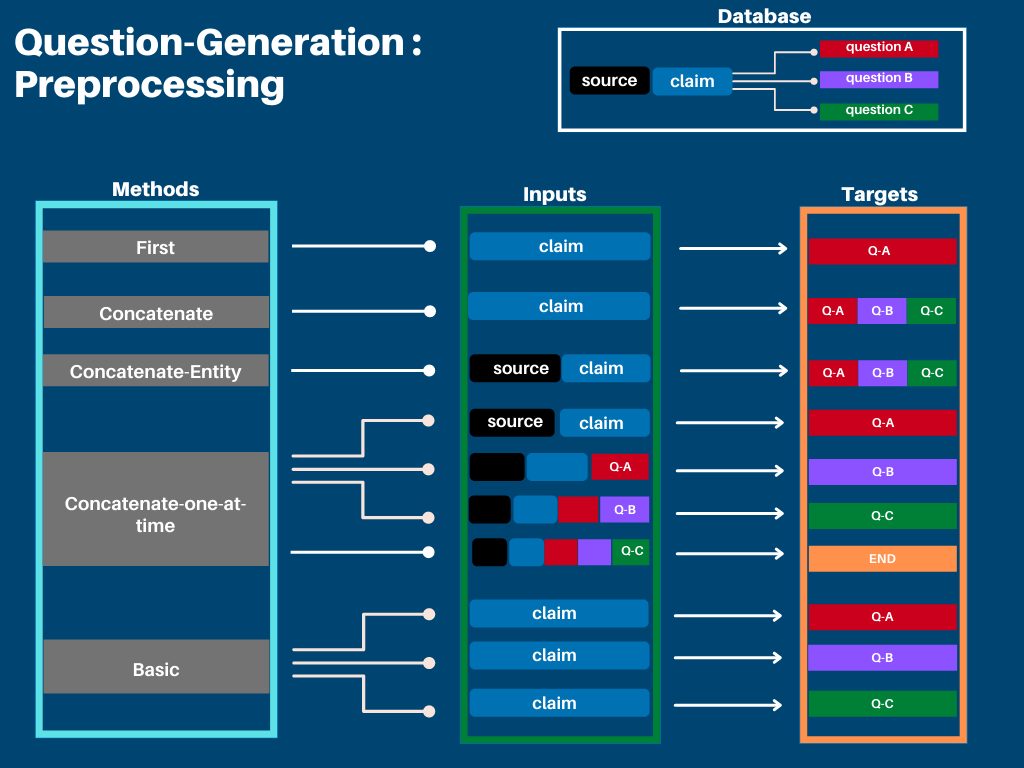 Question-Generation :
Preprocessing
Database
source
claim
question A
question B
question C
Methods
Inputs
Targets
First
claim
Q-A
Concatenate
claim
Q-A Q-B Q-C
Concatenate-Entity
source claim
Q-A Q-B Q-C
Concatenate-one-at-
time
source claim
Q-A
Q-A
Q-B
Q-B
Q-C
Q-C
END
Basic
claim
Q-A
claim
Q-B
claim
Q-C